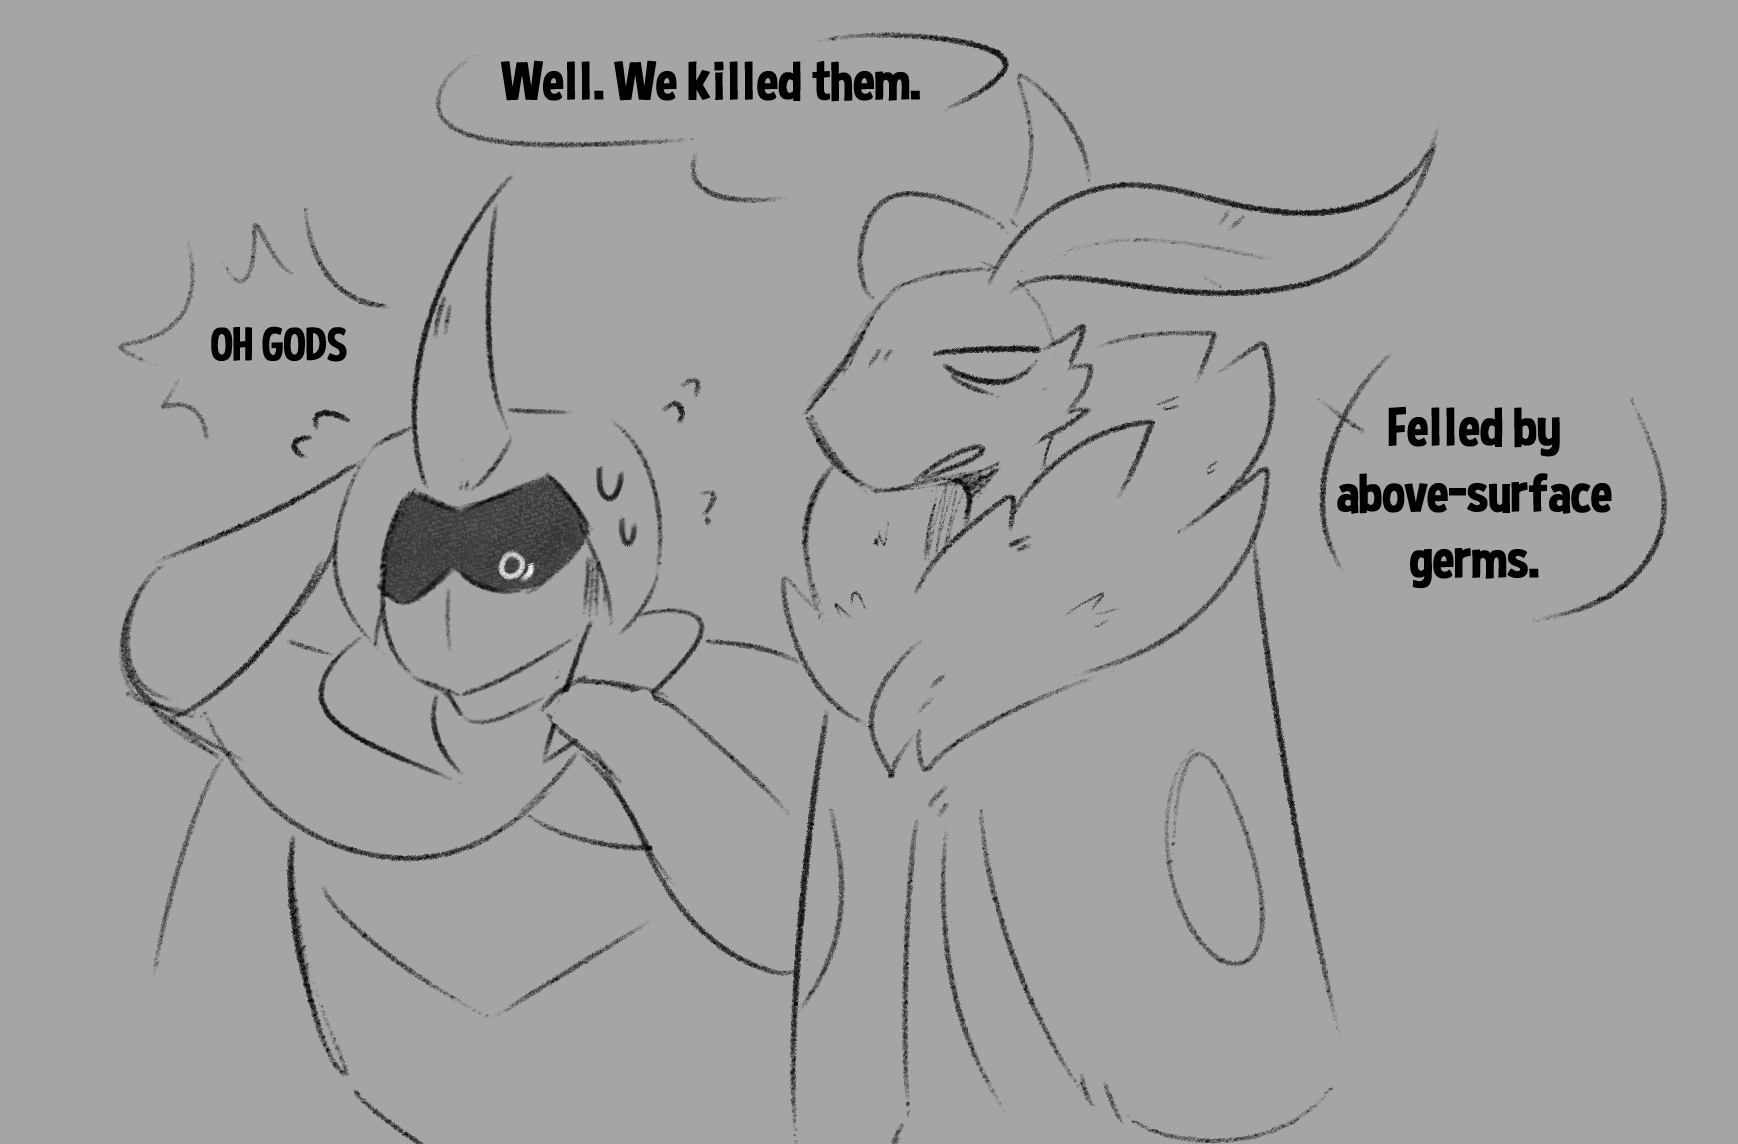 Well. We killed them.
OH GODS
?
Felled by
above-surface
germs.